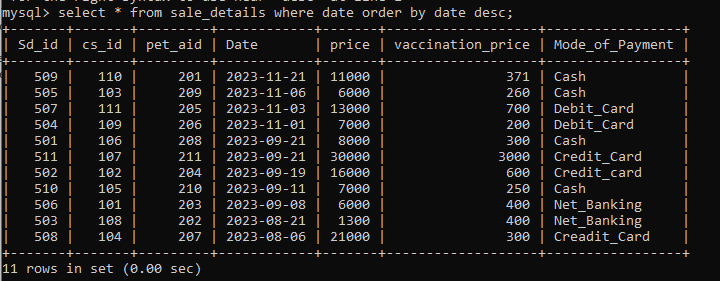 mysql> select * from sale_details where date order by date desc;
+-------+-------+---------+------------+-------+-------------------+-----------------+
| Sd_id | cs_id | pet_aid | Date       | price | vaccination_price | Mode_of_Payment |
+-------+-------+---------+------------+-------+-------------------+-----------------+
|   509 |   110 |     201 | 2023-11-21 | 11000 |               371 | Cash            |
|   505 |   103 |     209 | 2023-11-06 |  6000 |               260 | Cash            |
|   507 |   111 |     205 | 2023-11-03 | 13000 |               700 | Debit_Card      |
|   504 |   109 |     206 | 2023-11-01 |  7000 |               200 | Debit_Card      |
|   501 |   106 |     208 | 2023-09-21 |  8000 |               300 | Cash            |
|   511 |   107 |     211 | 2023-09-21 | 30000 |              3000 | Credit_Card     |
|   502 |   102 |     204 | 2023-09-19 | 16000 |               600 | Credit_card     |
|   510 |   105 |     210 | 2023-09-11 |  7000 |               250 | Cash            |
|   506 |   101 |     203 | 2023-09-08 |  6000 |               400 | Net_Banking     |
|   503 |   108 |     202 | 2023-08-21 |  1300 |               400 | Net_Banking     |
|   508 |   104 |     207 | 2023-08-06 | 21000 |               300 | Creadit_Card    |
+-------+-------+---------+------------+-------+-------------------+-----------------+
11 rows in set (0.00 sec)